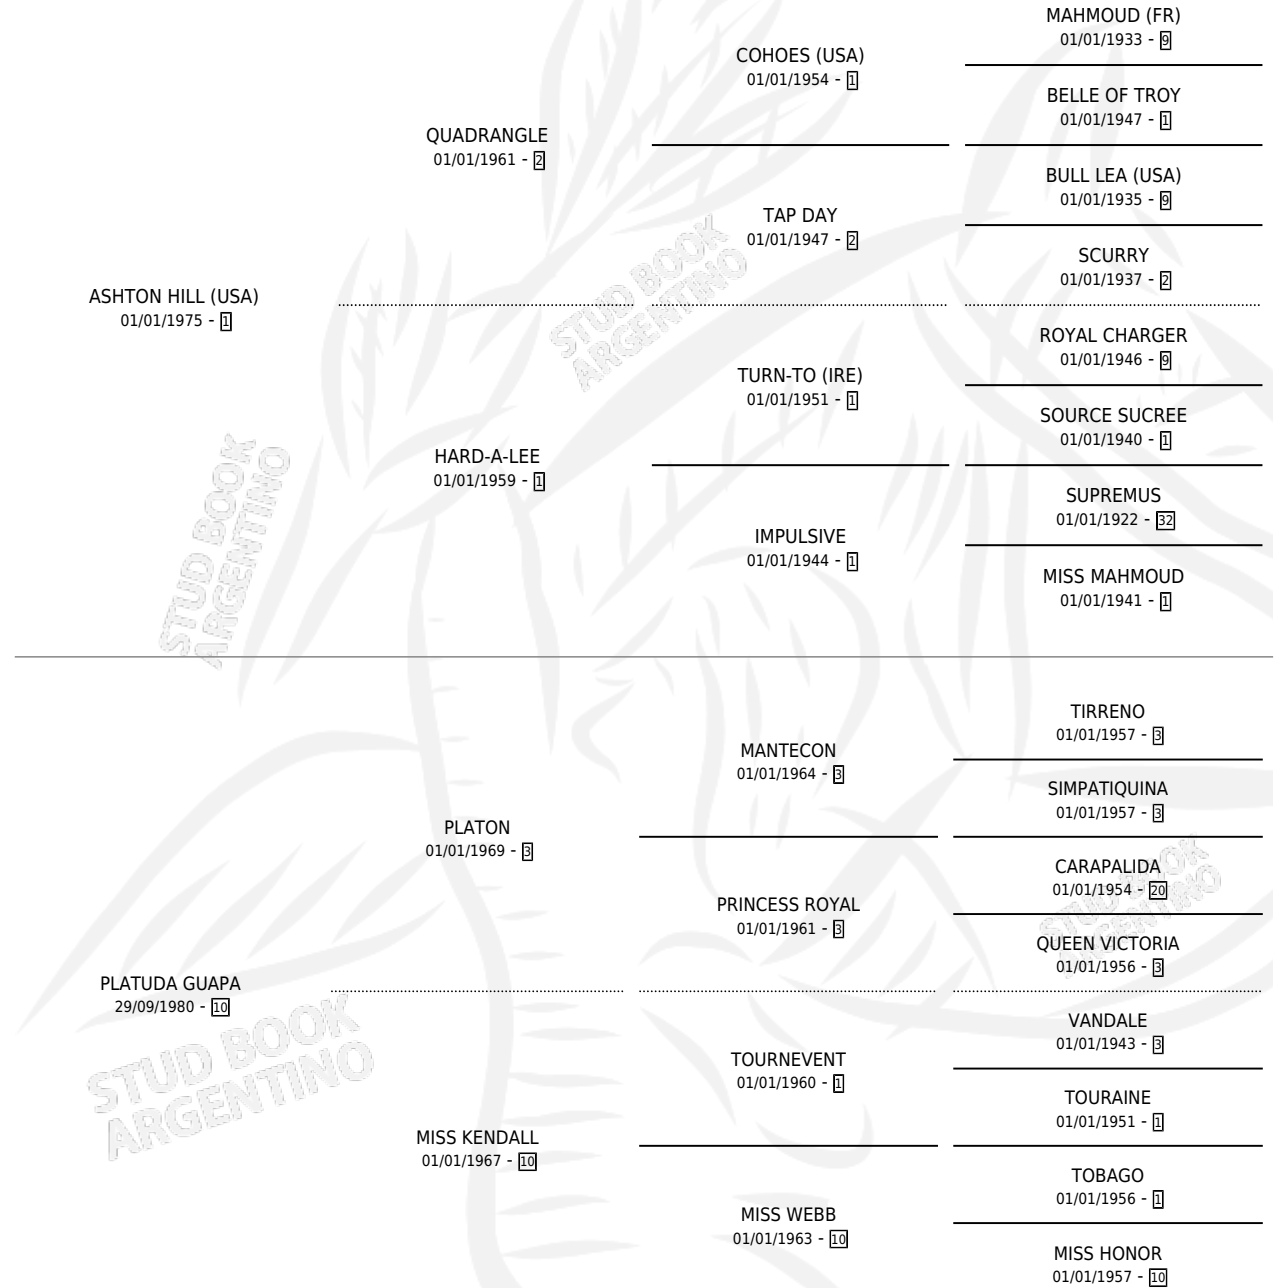 MAHMOUD (FR)
01/01/1933 - 9
COHOES (USA)
01/01/1954 - 1
BELLE OF TROY
01/01/1947 - 1
QUADRANGLE
01/01/1961 - 2
BULL LEA (USA)
01/01/1935 - 9
TAP DAY
01/01/1947 - 2
SCURRY
01/01/1937 - 2
ASHTON HILL (USA)
01/01/1975 - 1
ROYAL CHARGER
01/01/1946 - 9
TURN-TO (IRE)
01/01/1951 - 1
SOURCE SUCREE
01/01/1940 - 1
HARD-A-LEE
01/01/1959 - 1
SUPREMUS
01/01/1922 - 32
IMPULSIVE
01/01/1944 - 1
MISS MAHMOUD
01/01/1941 - 1
TIRRENO
01/01/1957 - 3
MANTECON
01/01/1964 - 3
SIMPATIQUINA
01/01/1957 - 3
PLATON
01/01/1969 - 3
CARAPALIDA
01/01/1954 - 20
PRINCESS ROYAL
01/01/1961 - 3
QUEEN VICTORIA
01/01/1956 - 3
PLATUDA GUAPA
29/09/1980 - 10
VANDALE
01/01/1943 - 3
TOURNEVENT
01/01/1960 - 1
TOURAINE
01/01/1951 - 1
MISS KENDALL
01/01/1967 - 10
TOBAGO
01/01/1956 - 1
MISS WEBB
01/01/1963 - 10
MISS HONOR
01/01/1957 - 10
STUD BOOK
ARGENTINO
STUD BOOK
ARGENTINO
STUD BOOK
ARGENTINO
STUD BOOK
ARGENTINO